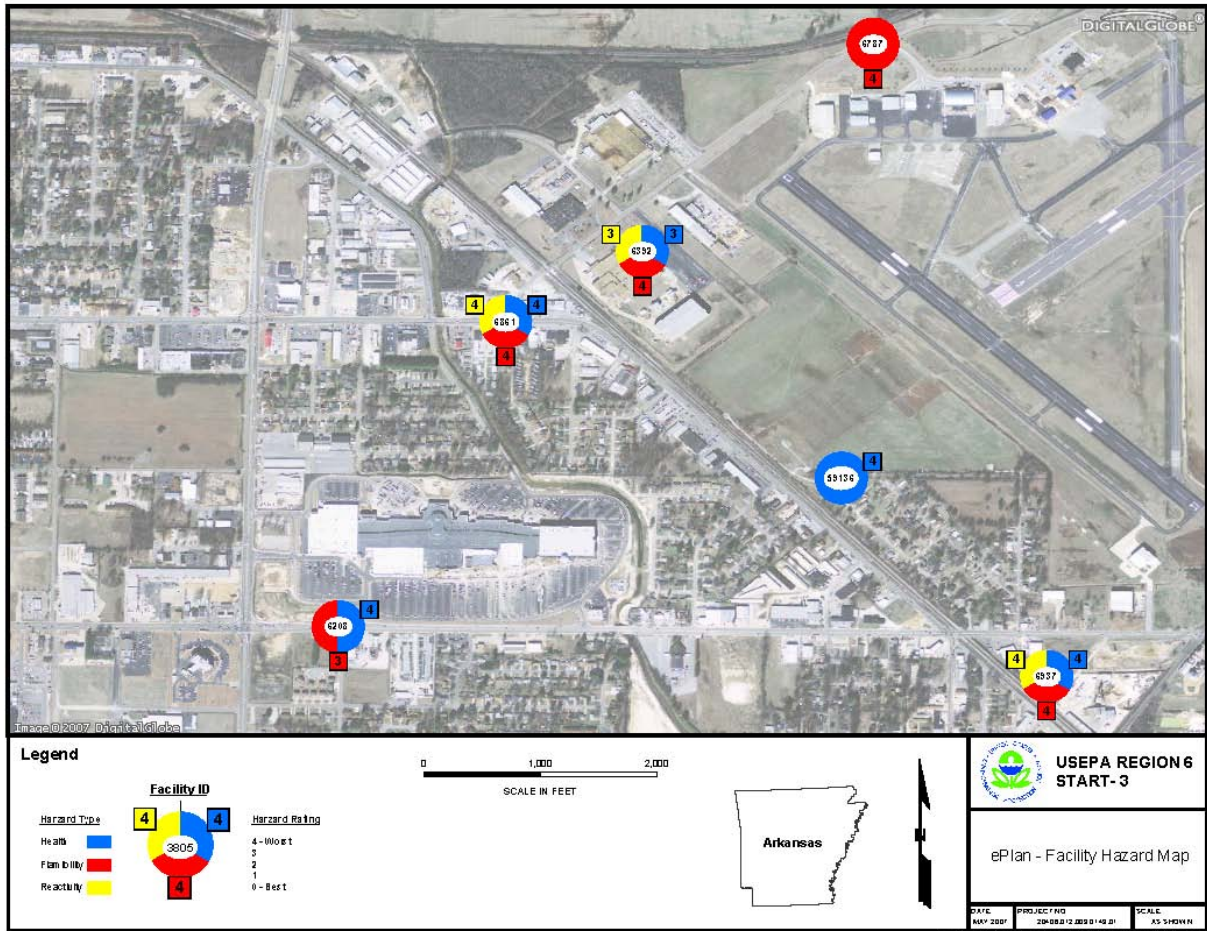 DIGITALGLOBE®
6787
4
3
3
6392
4
4
4
6861
4
4
59136
4
6208
3
4
4
6937
4
Image © 2007 DigitalGlobe
Legend
Facility ID
Harzard Type
Health
Flamibility
Reactivity
4
4
3805
4
Harzard Rating
4 - Worst
3
2
1
0 - Best
0
1,000
2,000
SCALE IN FEET
Arkansas
N
USEPA REGION 6
START-3
ePlan - Facility Hazard Map
DATE
MAY 2007
PROJECT NO
SCALE
AS SHOWN